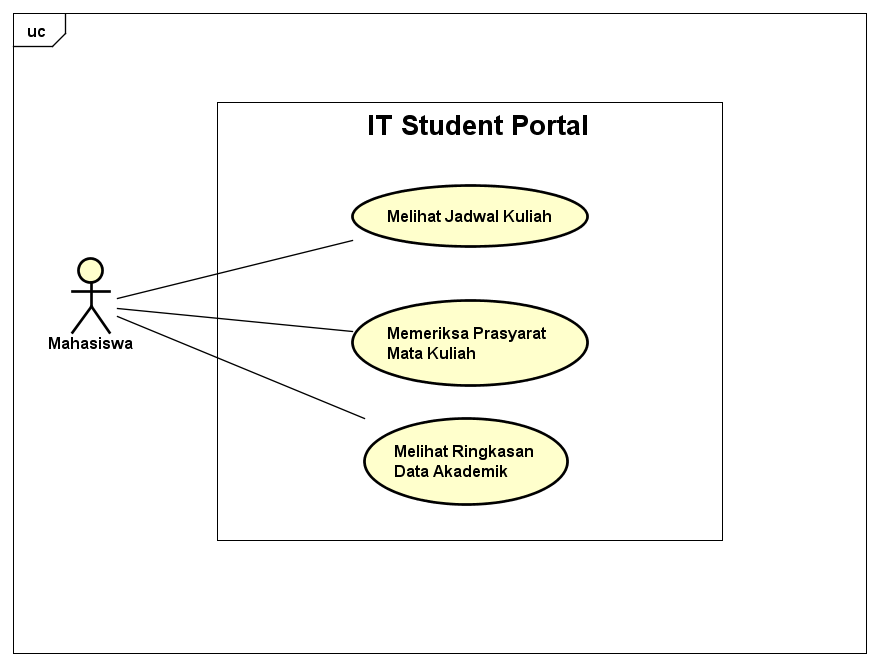 uc
IT Student Portal
Melihat Jadwal Kuliah
Mahasiswa
Memeriksa Prasyarat
Mata Kuliah
Melihat Ringkasan
Data Akademik